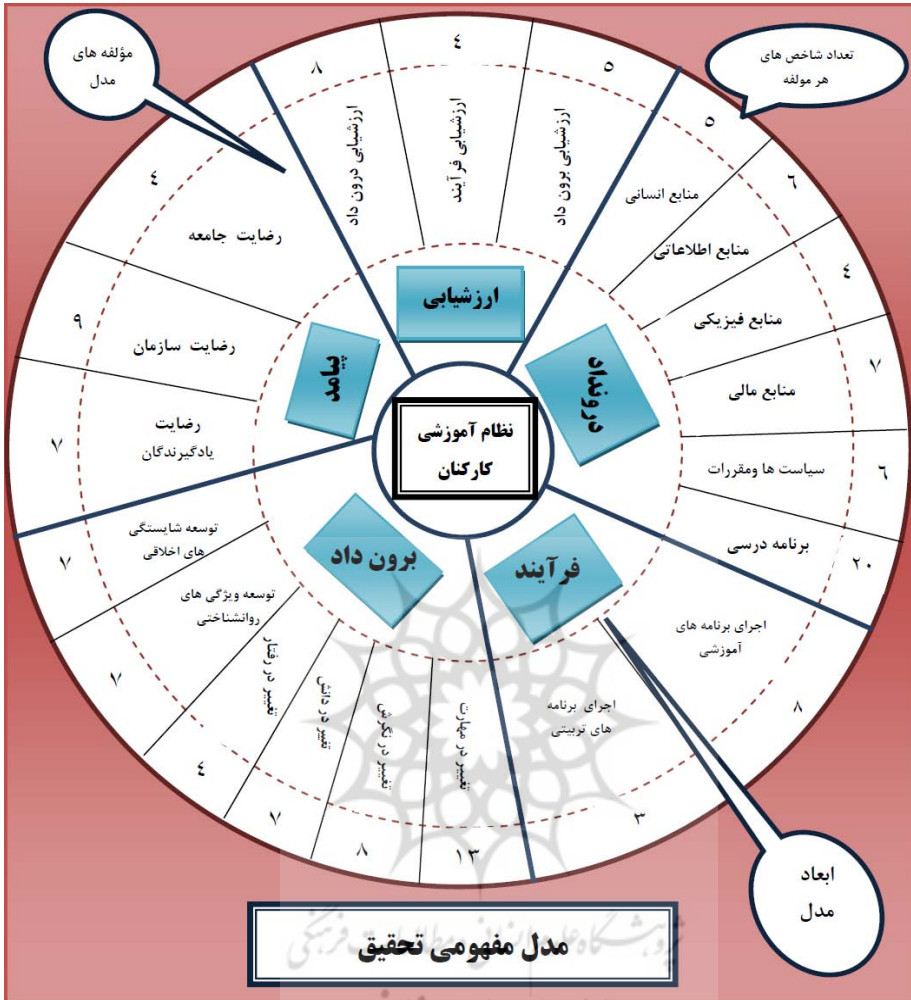 مؤلفه های
مدل
تعداد شاخص های
هر مولفه
۵
۶
۴
۷
۶
۲۰
۸
۳
۱۳
۸
۷
۴
۷
۷
۷
۹
۴
۸
۴
۵
منابع انسانی
منابع اطلاعاتی
منابع فیزیکی
منابع مالی
سیاست ها ومقررات
برنامه درسی
اجرای برنامه های
آموزشی
اجرای برنامه
های تربیتی
تغییر در مهارت
تغییر در نگرش
تغییر در دانش
تغییر در رفتار
توسعه ویژگی های
روانشناختی
توسعه شایستگی
های اخلاقی
رضایت
یادگیرندگان
رضایت سازمان
رضایت جامعه
ارزشیابی درون داد
ارزشیابی فرآیند
ارزشیابی برون داد
ارزشیابی
درونداد
فرآیند
برون داد
پیامد
نظام آموزشی
کارکنان
ابعاد
مدل
مدل مفهومی تحقیق
پژوهشگاه علوم انسانی و مطالعات فرهنگی